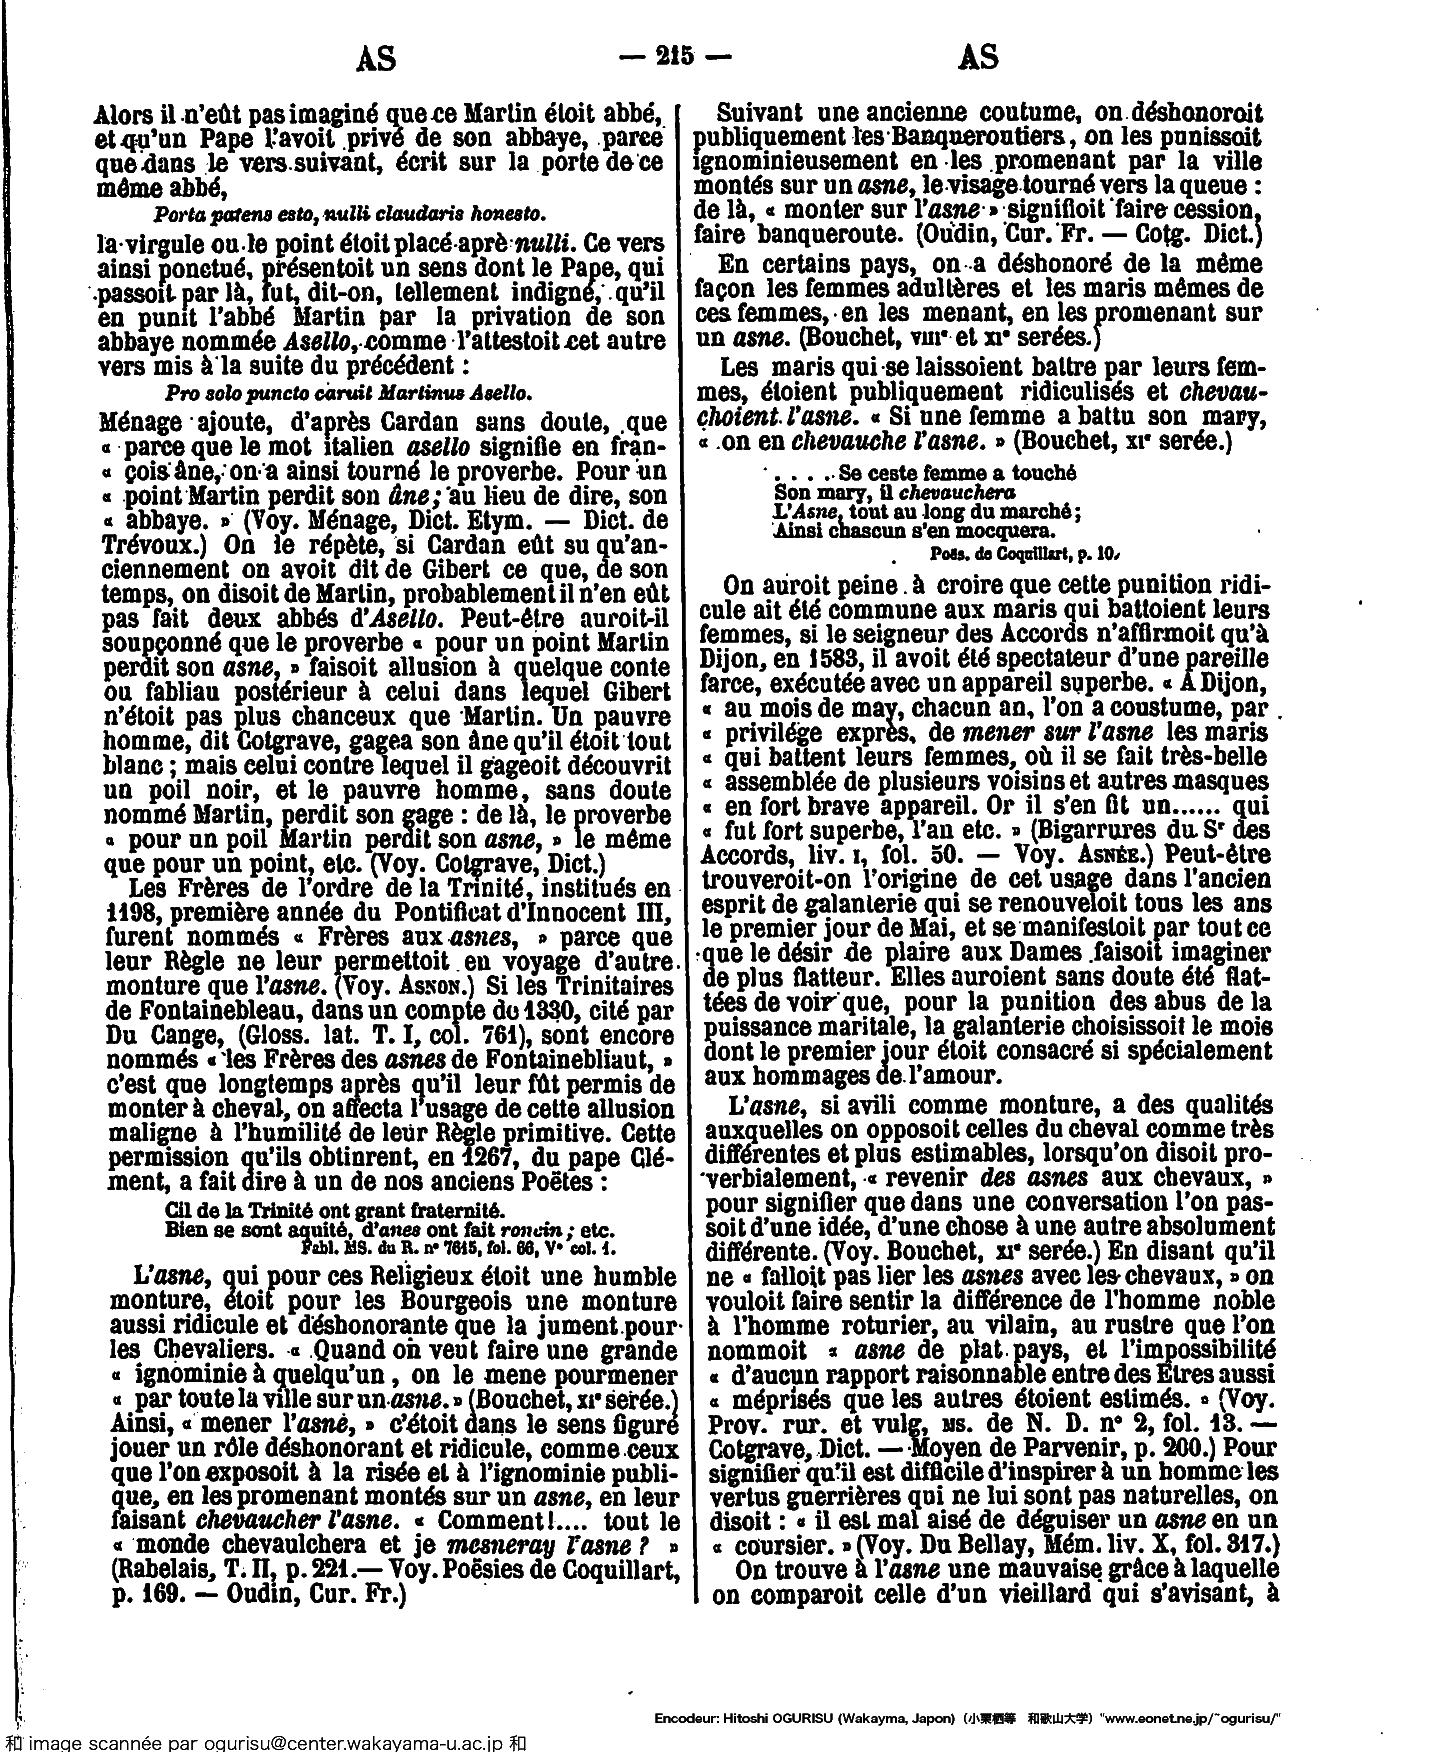 AS
— 215 —
AS
Alors il n'eût pas imaginé que ce Martin étoit abbé,
et qu'un Pape l'avoit privé de son abbaye, parce
que dans le vers suivant, écrit sur la porte de ce
même abbé,
Porta patens esto, nulli claudaris honesto.
la virgule ou le point étoit placé aprè nulli. Ce vers
ainsi ponctué, présentoit un sens dont le Pape, qui
passoit par là, fut, dit-on, tellement indigné, qu'il
en punit l'abbé Martin par la privation de son
abbaye nommée Asello, comme l'attestoit cet autre
vers mis à la suite du précédent :
Pro solo puncto caruit Martinus Asello.
Ménage ajoute, d'après Cardan sans doute, que
« parce que le mot italien asello signifie en fran-
« çois âne, on a ainsi tourné le proverbe. Pour un
« point Martin perdit son âne; au lieu de dire, son
« abbaye. » (Voy. Ménage, Dict. Etym. — Dict. de
Trévoux.) On le répète, si Cardan eût su qu'an-
ciennement on avoit dit de Gibert ce que, de son
temps, on disoit de Martin, probablement il n'en eût
pas fait deux abbés d'Asello. Peut-être auroit-il
soupçonné que le proverbe « pour un point Martin
perdit son asne, » faisoit allusion à quelque conte
ou fabliau postérieur à celui dans lequel Gibert
n'étoit pas plus chanceux que Martin. Un pauvre
homme, dit Cotgrave, gagea son âne qu'il étoit tout
blanc ; mais celui contre lequel il gageoit découvrit
un poil noir, et le pauvre homme, sans doute
nommé Martin, perdit son gage : de là, le proverbe
« pour un poil Martin perdit son asne, » le même
que pour un point, etc. (Voy. Cotgrave, Dict.)
Les Frères de l'ordre de la Trinité, institués en
1198, première année du Pontificat d'Innocent III,
furent nommés « Frères aux asnes, » parce que
leur Règle ne leur permettoit en voyage d'autre
monture que l'asne. (Voy. ASNON.) Si les Trinitaires
de Fontainebleau, dans un compte de 1330, cité par
Du Cange, (Gloss. lat. T. I, col. 761), sont encore
nommés « les Frères des asnes de Fontainebliaut, »
c'est que longtemps après qu'il leur fût permis de
monter à cheval, on affecta l'usage de cette allusion
maligne à l'humilité de leur Règle primitive. Cette
permission qu'ils obtinrent, en 1267, du pape Clé-
ment, a fait dire à un de nos anciens Poëtes :
Cil de la Trinité ont grant fraternité.
Bien se sont aquité, d'anes ont fait roncin ; etc.
Fabl. MS. du R. n° 7615, fol. 66, V° col. 1.
L'asne, qui pour ces Religieux étoit une humble
monture, étoit pour les Bourgeois une monture
aussi ridicule et déshonorante que la jument pour
les Chevaliers. « Quand on veut faire une grande
« ignominie à quelqu'un , on le mene pourmener
« par toute la ville sur un asne. » (Bouchet, XIe serée.)
Ainsi, « mener l'asne, » c'étoit dans le sens figuré
jouer un rôle déshonorant et ridicule, comme ceux
que l'on exposoit à la risée et à l'ignominie publi-
que, en les promenant montés sur un asne, en leur
faisant chevaucher l'asne. « Comment!.... tout le
« monde chevaulchera et je mesneray l'asne ? »
(Rabelais, T. II, p. 221.— Voy. Poësies de Coquillart,
p. 169. — Oudin, Cur. Fr.)
Suivant une ancienne coutume, on déshonoroit
publiquement les Banqueroutiers, on les punissoit
ignominieusement en les promenant par la ville
montés sur un asne, le visage tourné vers la queue :
de là, « monter sur l'asne » signifioit faire cession,
faire banqueroute. (Oudin, Cur. Fr. — Cotg. Dict.)
En certains pays, on a déshonoré de la même
façon les femmes adultères et les maris mêmes de
ces femmes, en les menant, en les promenant sur
un asne. (Bouchet, VIIIe et XIe serées.)
Les maris qui se laissoient battre par leurs fem-
mes, étoient publiquement ridiculisés et chevau-
choient l'asne. « Si une femme a battu son mary,
« on en chevauche l'asne. » (Bouchet, XIe serée.)
. . . . Se ceste femme a touché
Son mary, il chevauchera
L'Asne, tout au long du marché ;
Ainsi chascun s'en mocquera.
Poës. de Coquillart, p. 10.
On auroit peine à croire que cette punition ridi-
cule ait été commune aux maris qui battoient leurs
femmes, si le seigneur des Accords n'affirmoit qu'à
Dijon, en 1583, il avoit été spectateur d'une pareille
farce, exécutée avec un appareil superbe. « A Dijon,
« au mois de may, chacun an, l'on a coustume, par
« privilége exprès, de mener sur l'asne les maris
« qui battent leurs femmes, où il se fait très-belle
« assemblée de plusieurs voisins et autres masques
« en fort brave appareil. Or il s'en fit un...... qui
« fut fort superbe, l'an etc. » (Bigarrures du Sr des
Accords, liv. I, fol. 50. — Voy. ASNÉE.) Peut-être
trouveroit-on l'origine de cet usage dans l'ancien
esprit de galanterie qui se renouveloit tous les ans
le premier jour de Mai, et se manifestoit par tout ce
que le désir de plaire aux Dames faisoit imaginer
de plus flatteur. Elles auroient sans doute été flat-
tées de voir que, pour la punition des abus de la
puissance maritale, la galanterie choisissoit le mois
dont le premier jour étoit consacré si spécialement
aux hommages de l'amour.
L'asne, si avili comme monture, a des qualités
auxquelles on opposoit celles du cheval comme très
différentes et plus estimables, lorsqu'on disoit pro-
verbialement, « revenir des asnes aux chevaux, »
pour signifier que dans une conversation l'on pas-
soit d'une idée, d'une chose à une autre absolument
différente. (Voy. Bouchet, XIe serée.) En disant qu'il
ne « falloit pas lier les asnes avec les chevaux, » on
vouloit faire sentir la différence de l'homme noble
à l'homme roturier, au vilain, au rustre que l'on
nommoit « asne de plat pays, et l'impossibilité
« d'aucun rapport raisonnable entre des Êtres aussi
« méprisés que les autres étoient estimés. » (Voy.
Prov. rur. et vulg, MS. de N. D. n° 2, fol. 13. —
Cotgrave, Dict. — Moyen de Parvenir, p. 200.) Pour
signifier qu'il est difficile d'inspirer à un homme les
vertus guerrières qui ne lui sont pas naturelles, on
disoit : « il est mal aisé de déguiser un asne en un
« coursier. » (Voy. Du Bellay, Mém. liv. X, fol. 317.)
On trouve à l'asne une mauvaise grâce à laquelle
on comparoit celle d'un vieillard qui s'avisant, à
Encodeur: Hitoshi OGURISU (Wakayma, Japon) (小栗栖等 和歌山大学) "www.eonet.ne.jp/~ogurisu/"
和 image scannée par ogurisu@center.wakayama-u.ac.jp 和